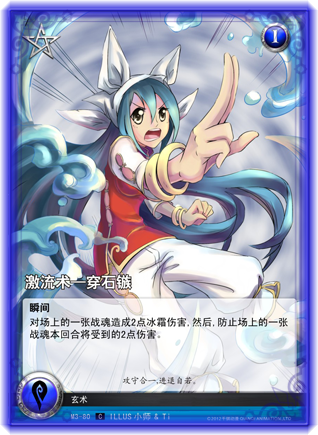 I
激流术—穿石镞
瞬间
对场上的一张战魂造成2点冰霜伤害,然后,防止场上的一张
战魂本回合将受到的2点伤害。
攻守合一,进退自若。
玄术
C ILLUS 小师 & Ti